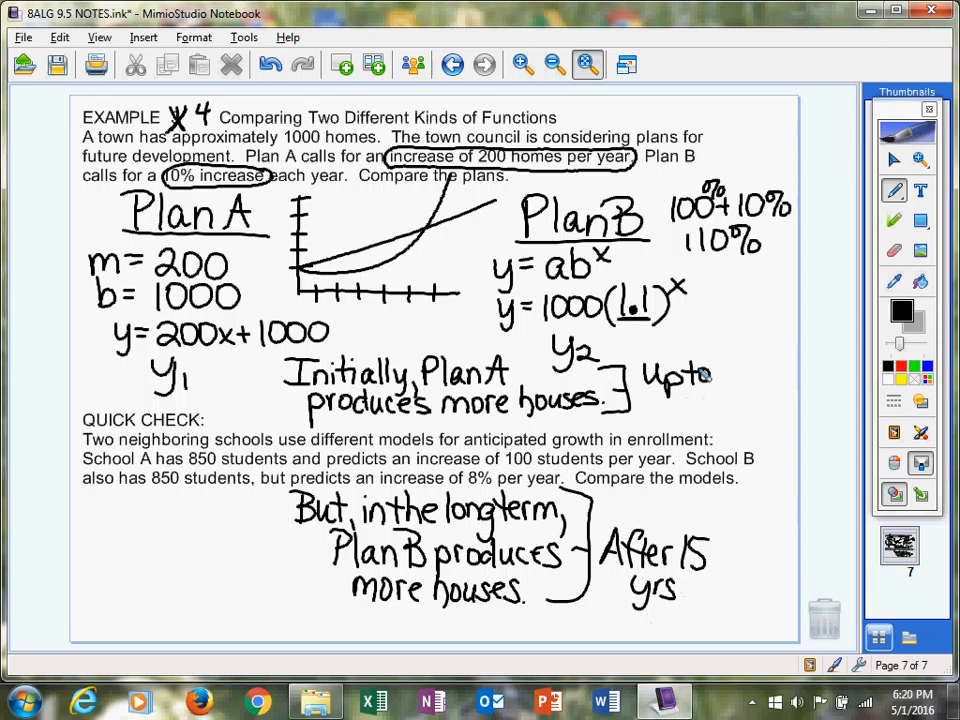 8ALG 9.5 NOTES.ink* - MimioStudio Notebook
File Edit View Insert Format Tools Help
Thumbnails
EXAMPLE 4 Comparing Two Different Kinds of Functions
A town has approximately 1000 homes. The town council is considering plans for
future development. Plan A calls for an increase of 200 homes per year. Plan B
calls for a 10% increase each year. Compare the plans.
Plan A
m = 200
b = 1000
y = 200x + 1000
y1
Plan B
100% + 10%
110%
y = ab^x
y = 1000(1.1)^x
y2
Initially, Plan A
produces more houses.
Up to
QUICK CHECK:
Two neighboring schools use different models for anticipated growth in enrollment:
School A has 850 students and predicts an increase of 100 students per year. School B
also has 850 students, but predicts an increase of 8% per year. Compare the models.
But, in the long term,
Plan B produces
more houses.
After 15
yrs
7
Page 7 of 7
6:20 PM
5/1/2016